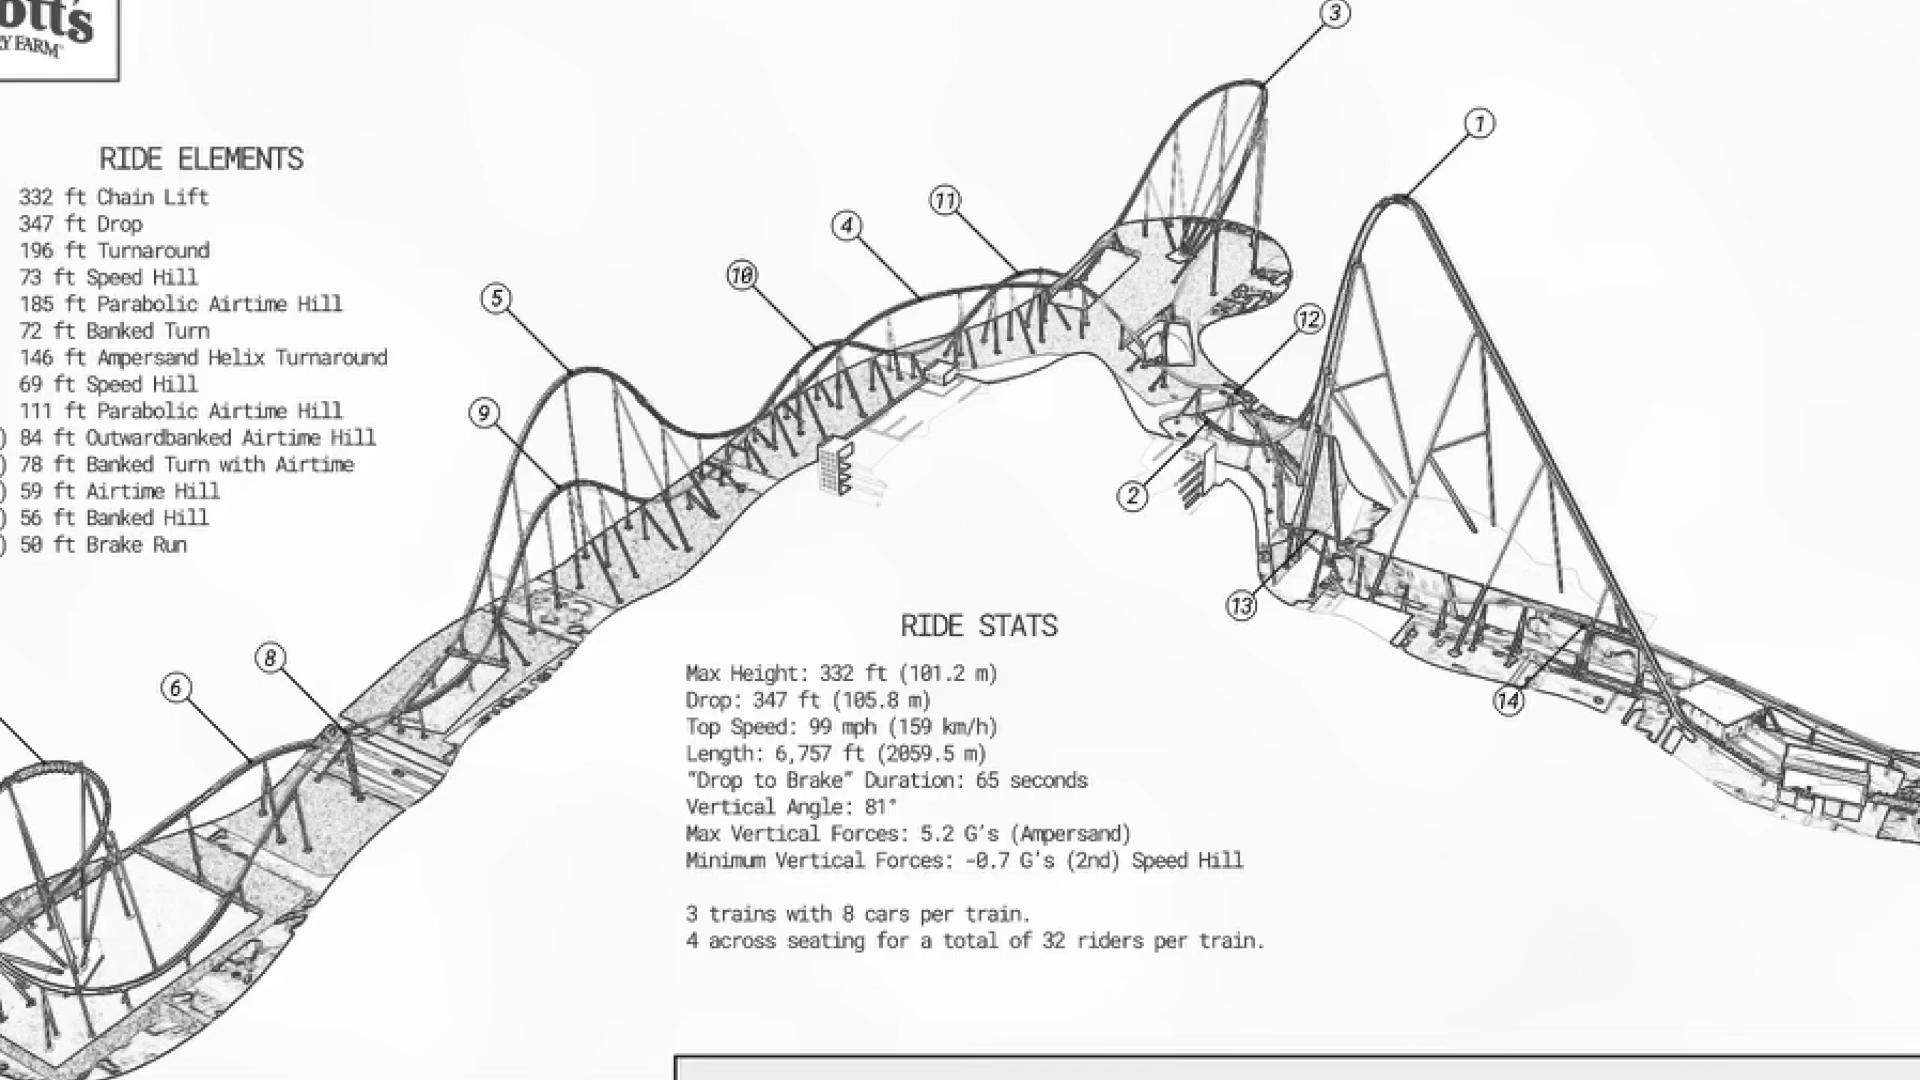 ott's
Y FARM
RIDE ELEMENTS
332 ft Chain Lift
347 ft Drop
196 ft Turnaround
73 ft Speed Hill
185 ft Parabolic Airtime Hill
72 ft Banked Turn
146 ft Ampersand Helix Turnaround
69 ft Speed Hill
111 ft Parabolic Airtime Hill
) 84 ft Outwardbanked Airtime Hill
) 78 ft Banked Turn with Airtime
) 59 ft Airtime Hill
) 56 ft Banked Hill
) 50 ft Brake Run
3
1
11
4
10
5
12
9
2
13
8
6
14
RIDE STATS
Max Height: 332 ft (101.2 m)
Drop: 347 ft (105.8 m)
Top Speed: 99 mph (159 km/h)
Length: 6,757 ft (2059.5 m)
"Drop to Brake" Duration: 65 seconds
Vertical Angle: 81°
Max Vertical Forces: 5.2 G's (Ampersand)
Minimum Vertical Forces: -0.7 G's (2nd) Speed Hill
3 trains with 8 cars per train.
4 across seating for a total of 32 riders per train.